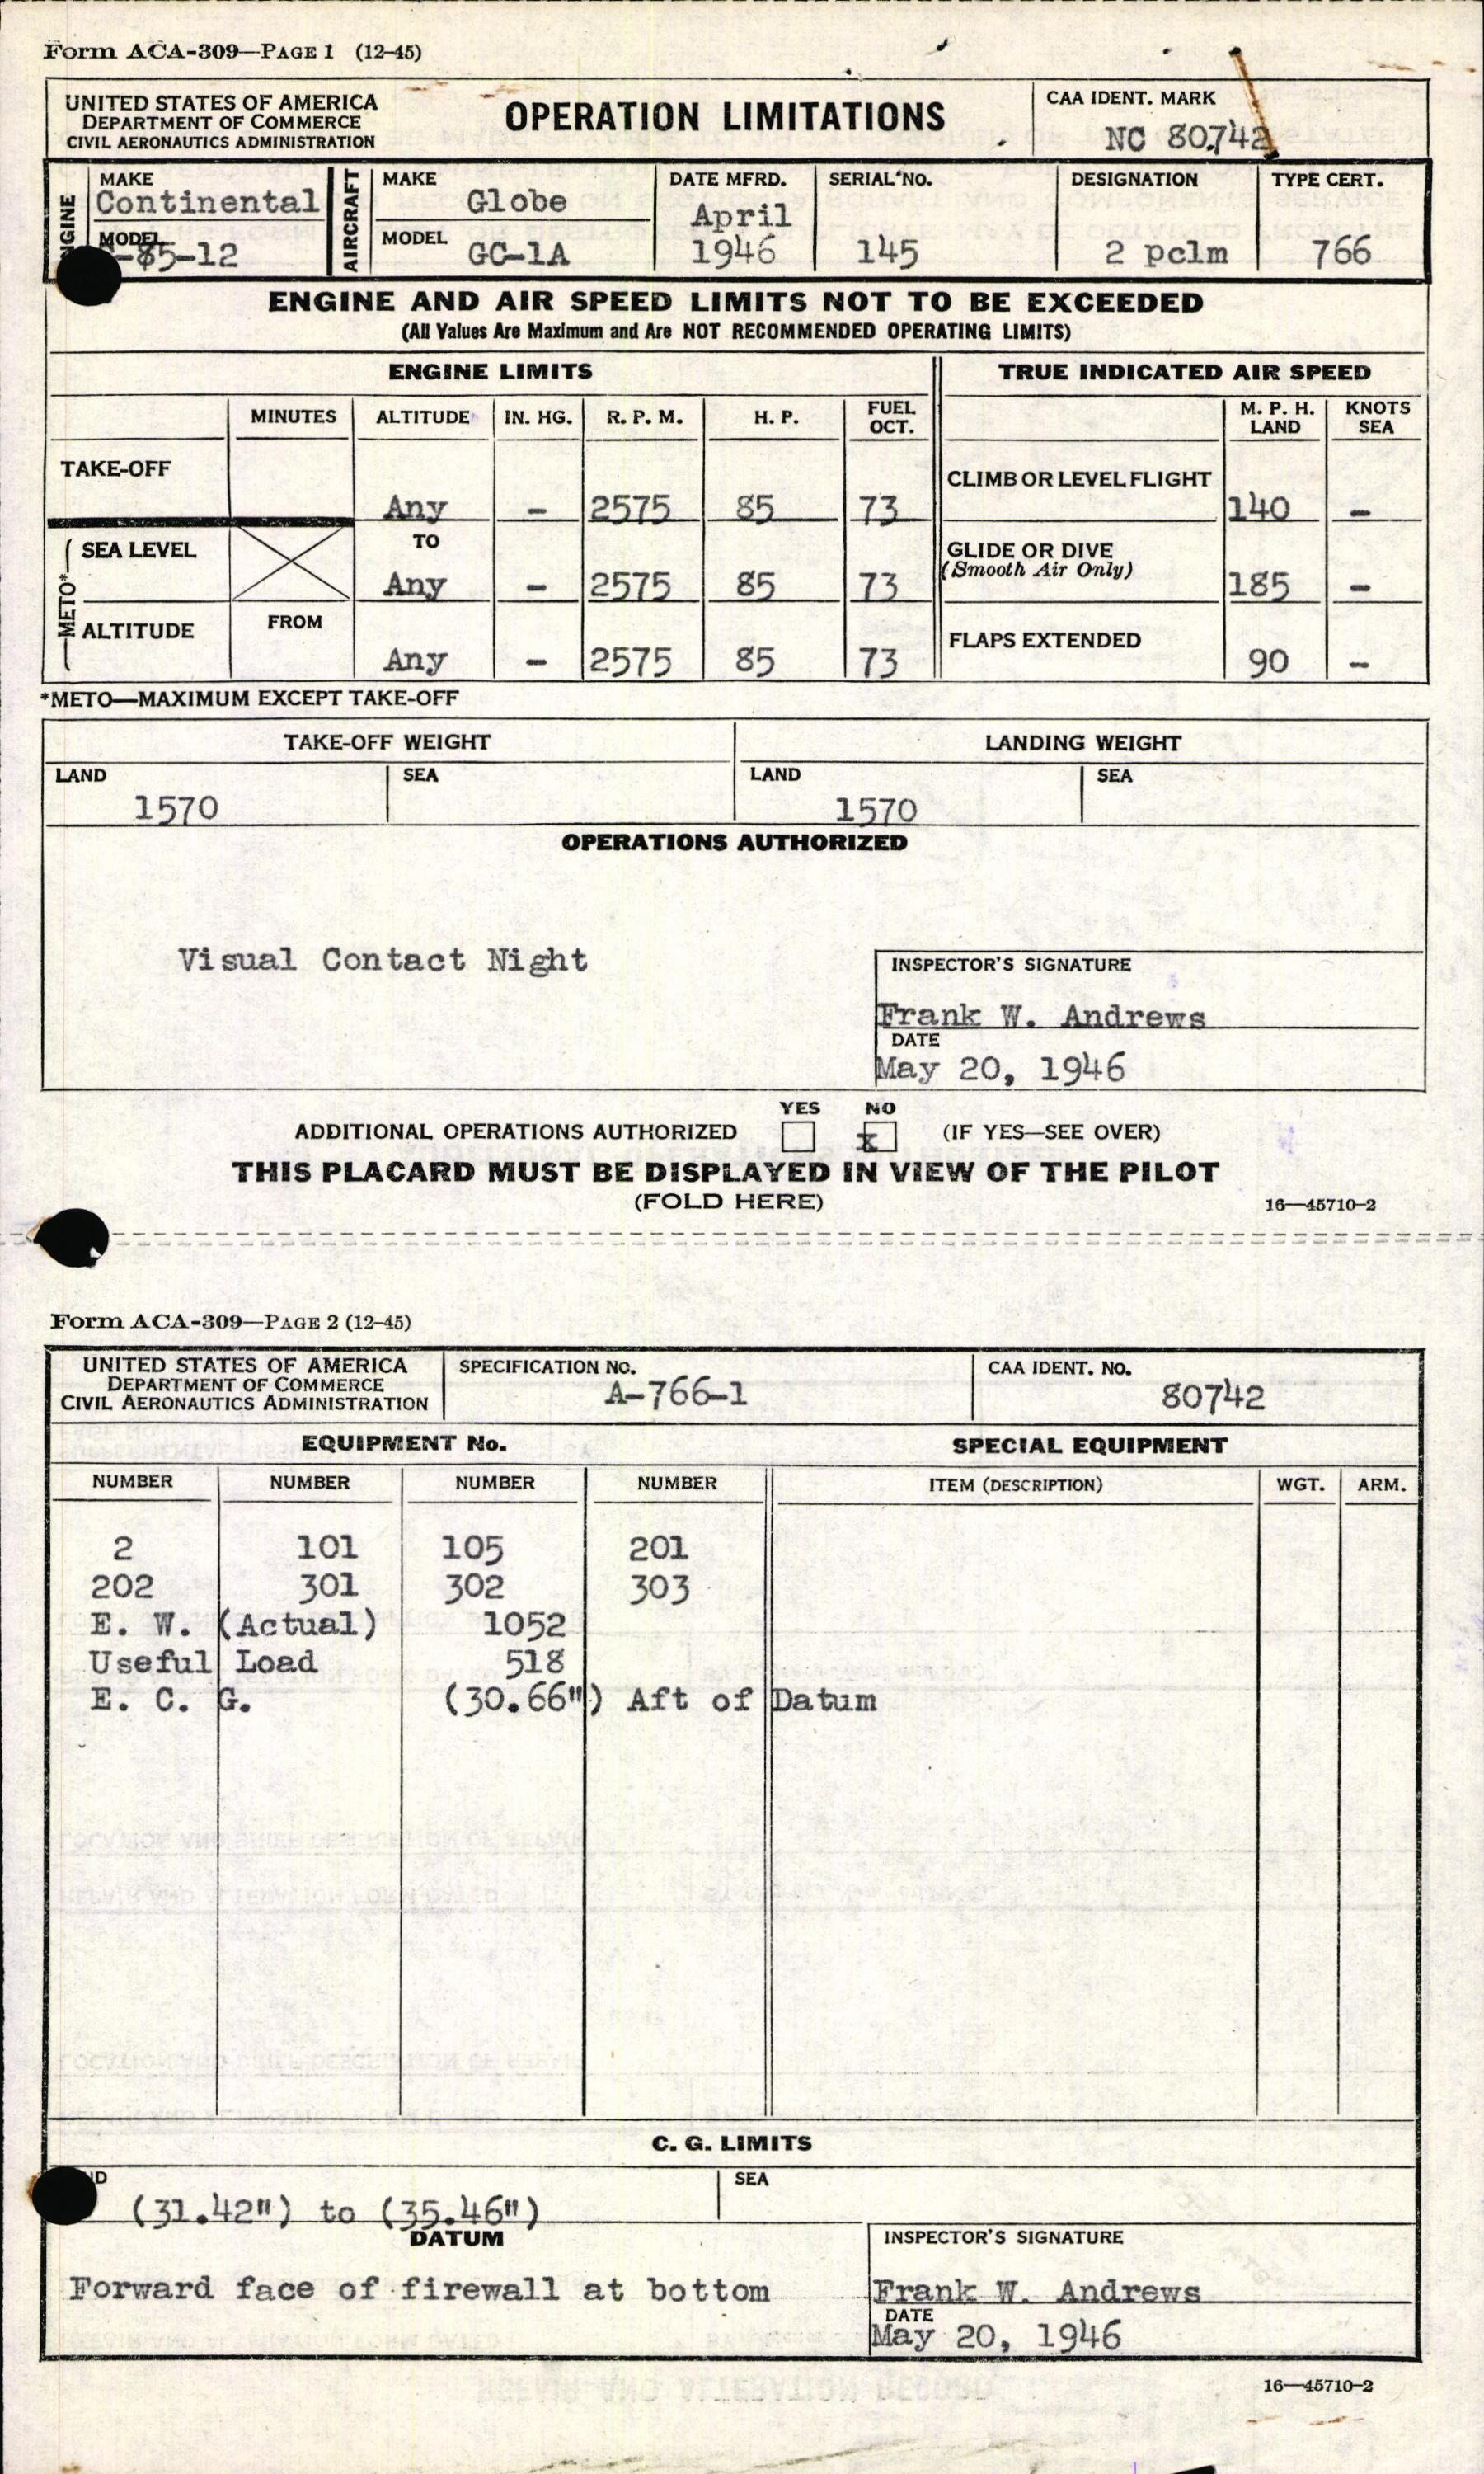 Form ACA-309—PAGE 1 (12-45)
UNITED STATES OF AMERICA
DEPARTMENT OF COMMERCE
CIVIL AERONAUTICS ADMINISTRATION
OPERATION LIMITATIONS
CAA IDENT. MARK
NC 80742
MAKE
Continental
MODEL
-85-12
AIRCRAFT
MAKE
Globe
MODEL
GC-1A
DATE MFRD.
April
1946
SERIAL NO.
145
DESIGNATION
2 pclm
TYPE CERT.
766
ENGINE AND AIR SPEED LIMITS NOT TO BE EXCEEDED
(All Values Are Maximum and Are NOT RECOMMENDED OPERATING LIMITS)
ENGINE LIMITS TRUE INDICATED AIR SPEED
MINUTES ALTITUDE IN. HG. R. P. M. H. P. FUEL OCT. M. P. H. LAND KNOTS SEA
TAKE-OFF Any - 2575 85 73 CLIMB OR LEVEL FLIGHT 140 -
METO* SEA LEVEL TO Any - 2575 85 73 GLIDE OR DIVE (Smooth Air Only) 185 -
ALTITUDE FROM Any - 2575 85 73 FLAPS EXTENDED 90 -
*METO—MAXIMUM EXCEPT TAKE-OFF
TAKE-OFF WEIGHT LANDING WEIGHT
LAND SEA LAND SEA
1570 1570
OPERATIONS AUTHORIZED
Visual Contact Night
INSPECTOR'S SIGNATURE
Frank W. Andrews
DATE
May 20, 1946
YES NO
ADDITIONAL OPERATIONS AUTHORIZED x (IF YES—SEE OVER)
THIS PLACARD MUST BE DISPLAYED IN VIEW OF THE PILOT
(FOLD HERE) 16—45710-2
Form ACA-309—PAGE 2 (12-45)
UNITED STATES OF AMERICA
DEPARTMENT OF COMMERCE
CIVIL AERONAUTICS ADMINISTRATION
SPECIFICATION NO.
A-766-1
CAA IDENT. NO.
80742
EQUIPMENT No. SPECIAL EQUIPMENT
NUMBER NUMBER NUMBER NUMBER ITEM (DESCRIPTION) WGT. ARM.
2 101 105 201
202 301 302 303
E. W. (Actual) 1052
Useful Load 518
E. C. G. (30.66") Aft of Datum
C. G. LIMITS
SEA
(31.42") to (35.46")
DATUM
Forward face of firewall at bottom
INSPECTOR'S SIGNATURE
Frank W. Andrews
DATE
May 20, 1946
16—45710-2